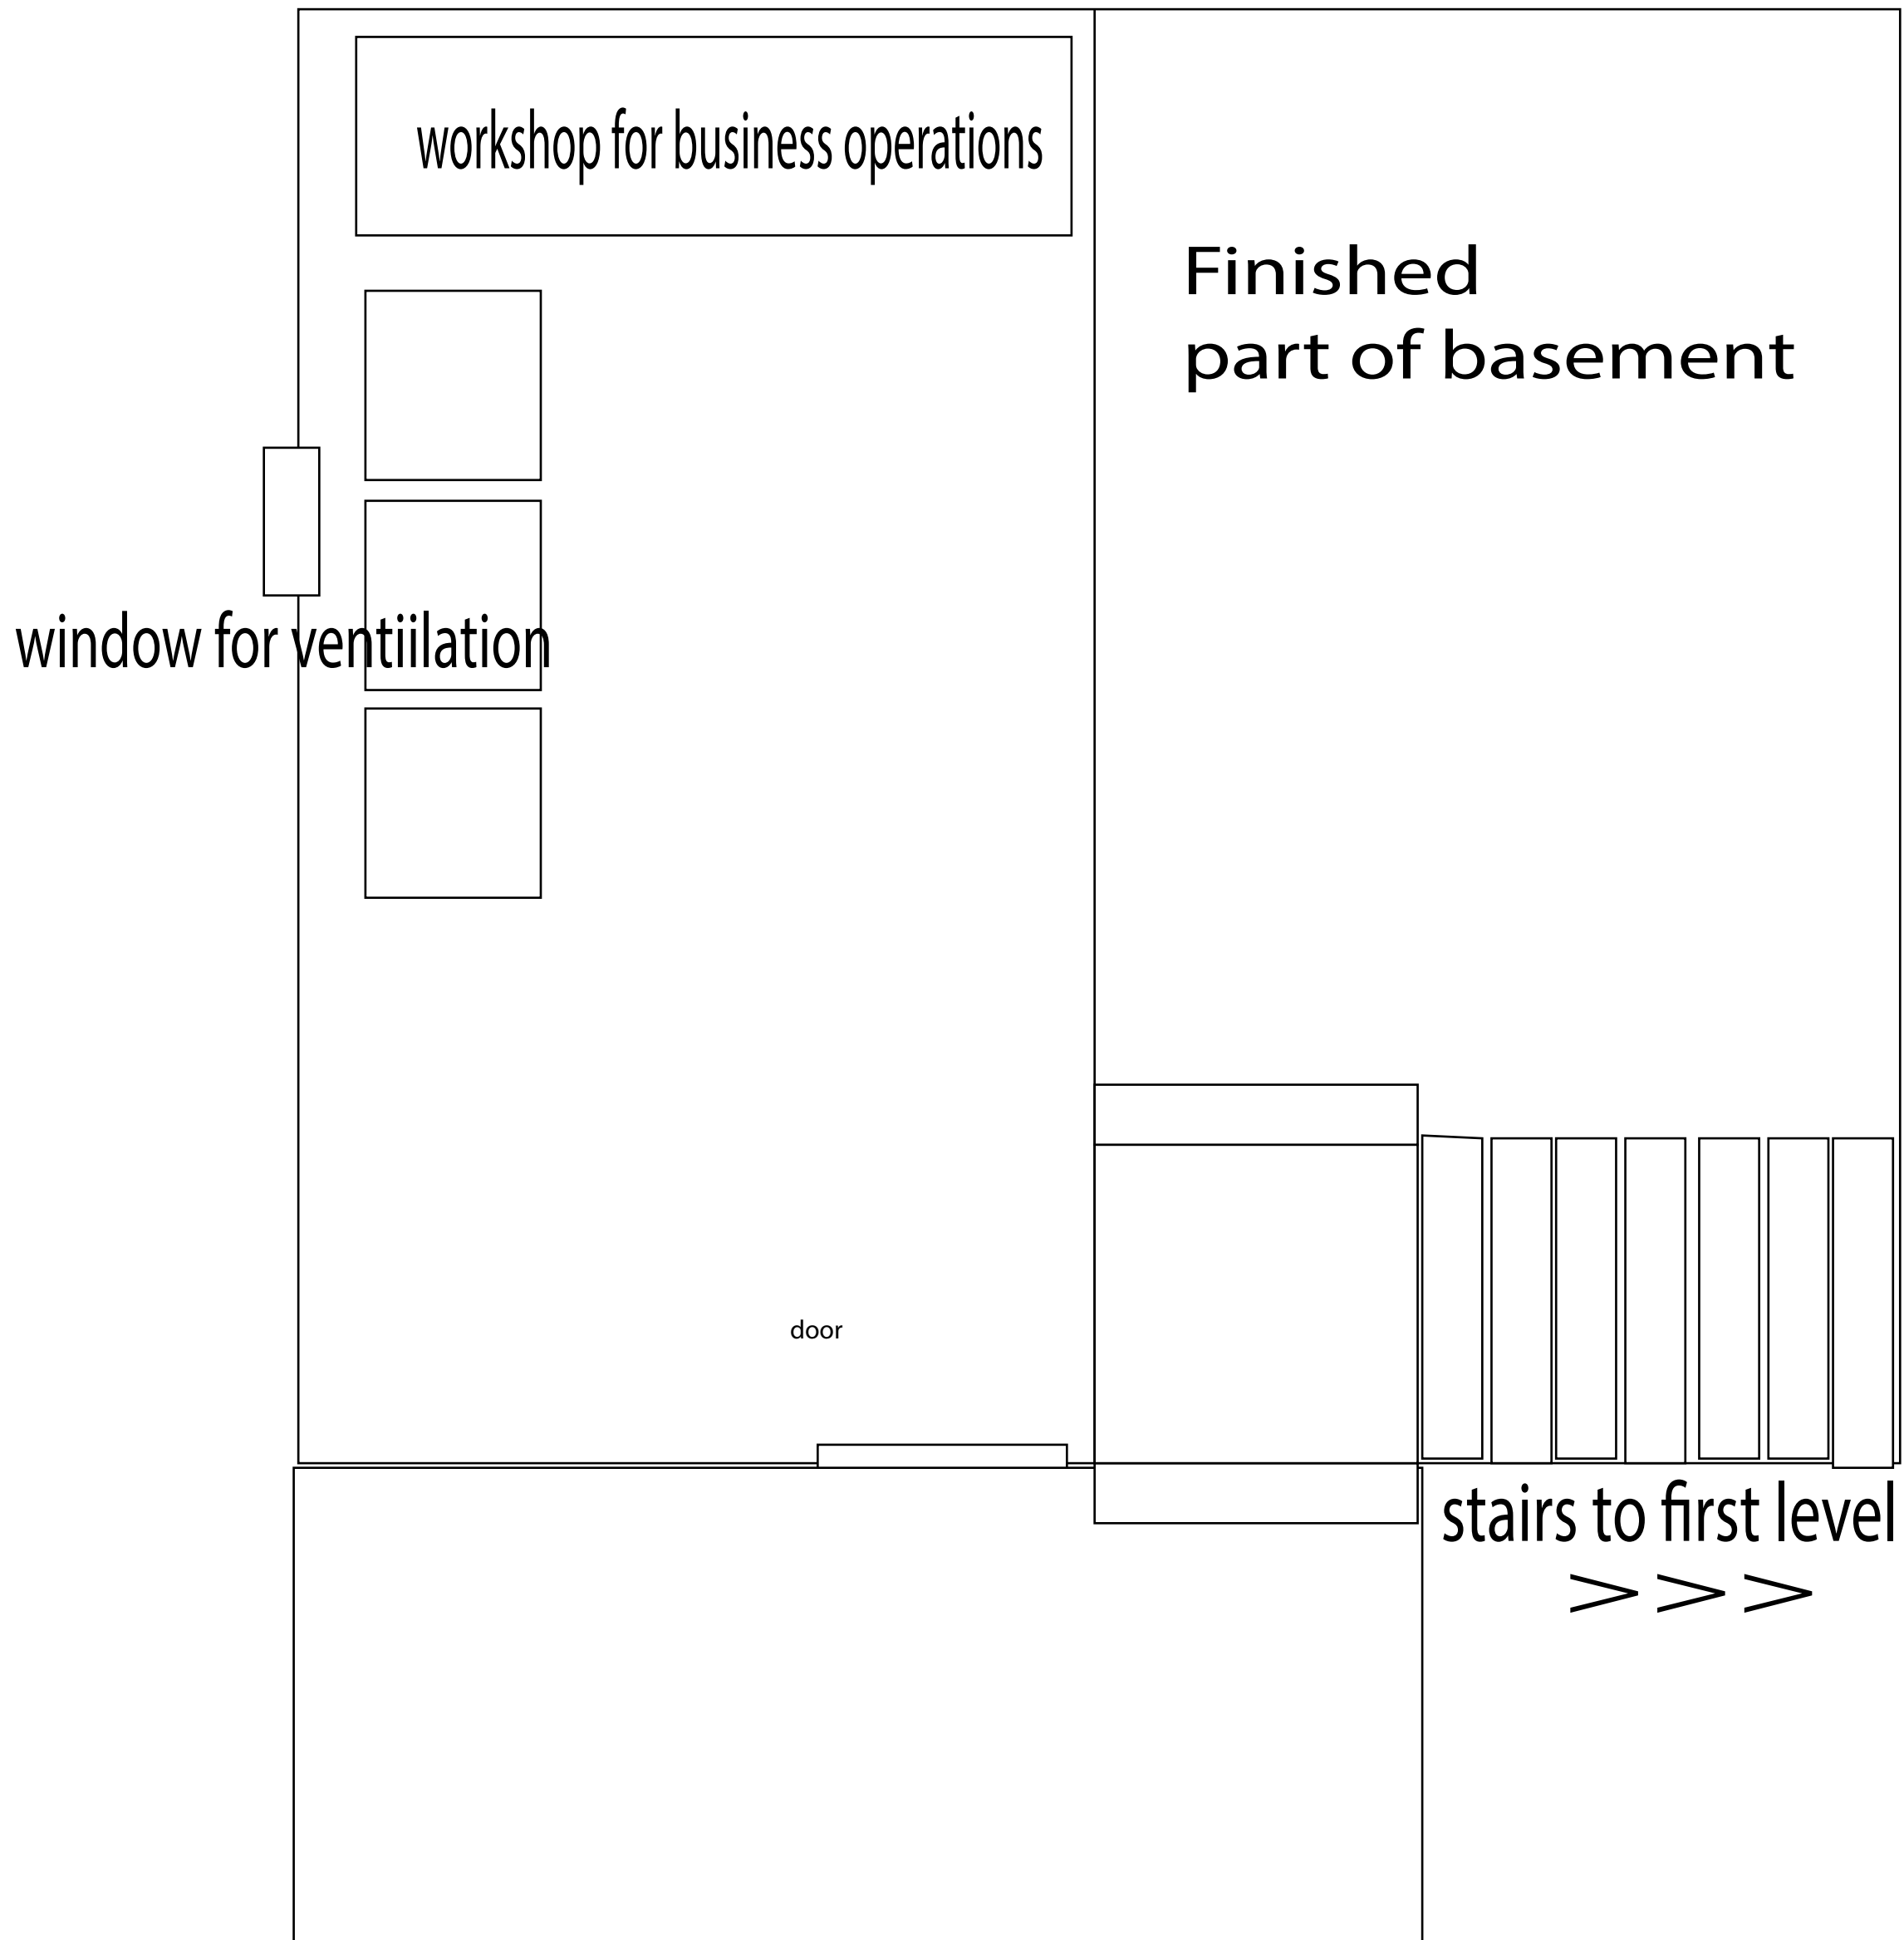 workshop for business operations
Finished
part of basement
window for ventiilation
door
stairs to first level
>>>